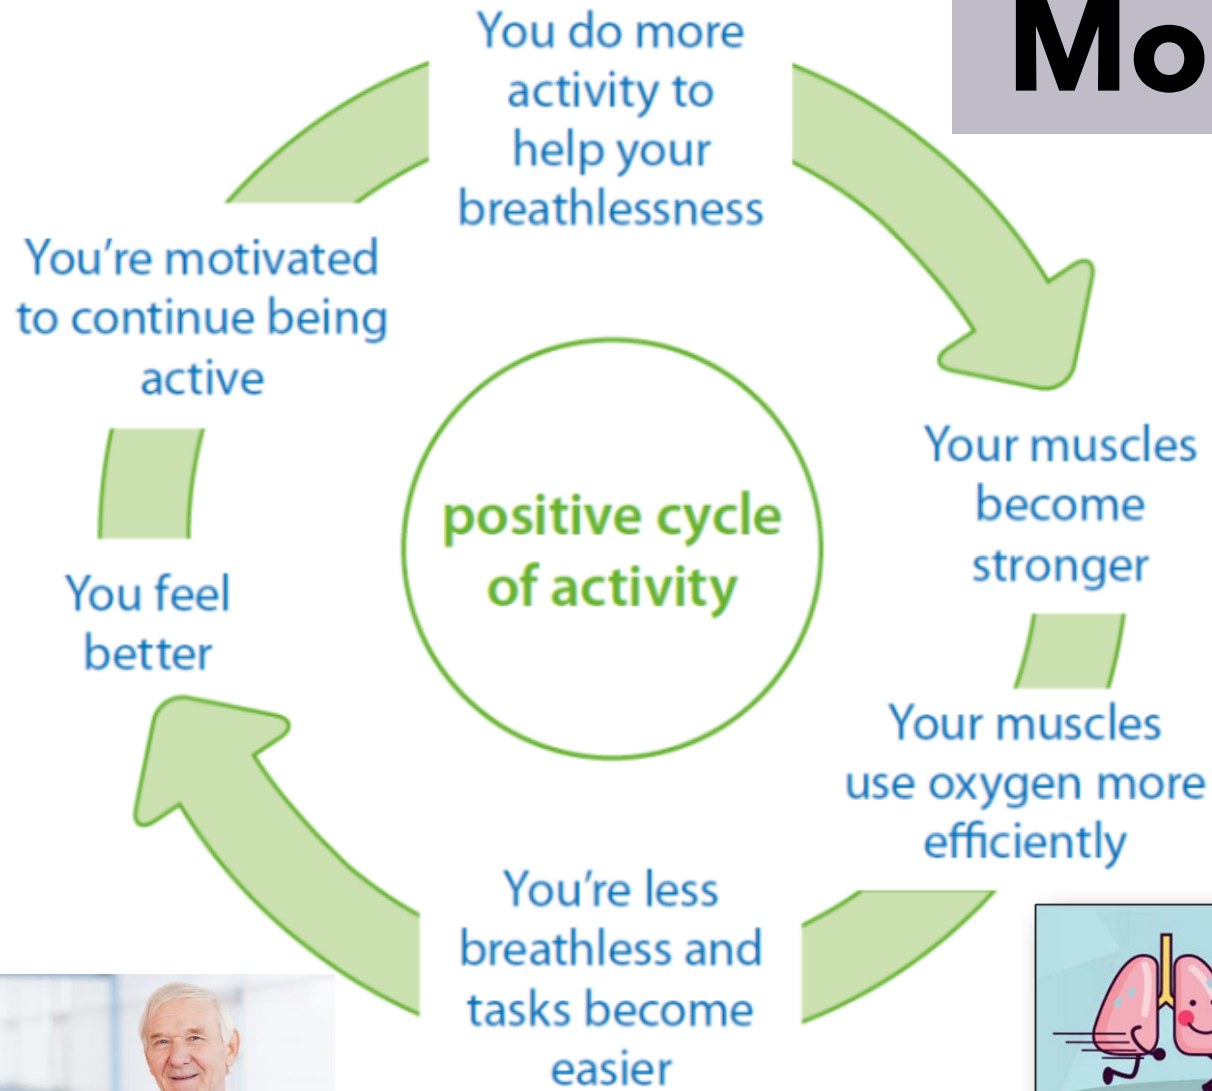 Mo
You do more
activity to
help your
breathlessness
Your muscles
become
stronger
Your muscles
use oxygen more
efficiently
You're less
breathless and
tasks become
easier
You feel
better
You're motivated
to continue being
active
positive cycle
of activity